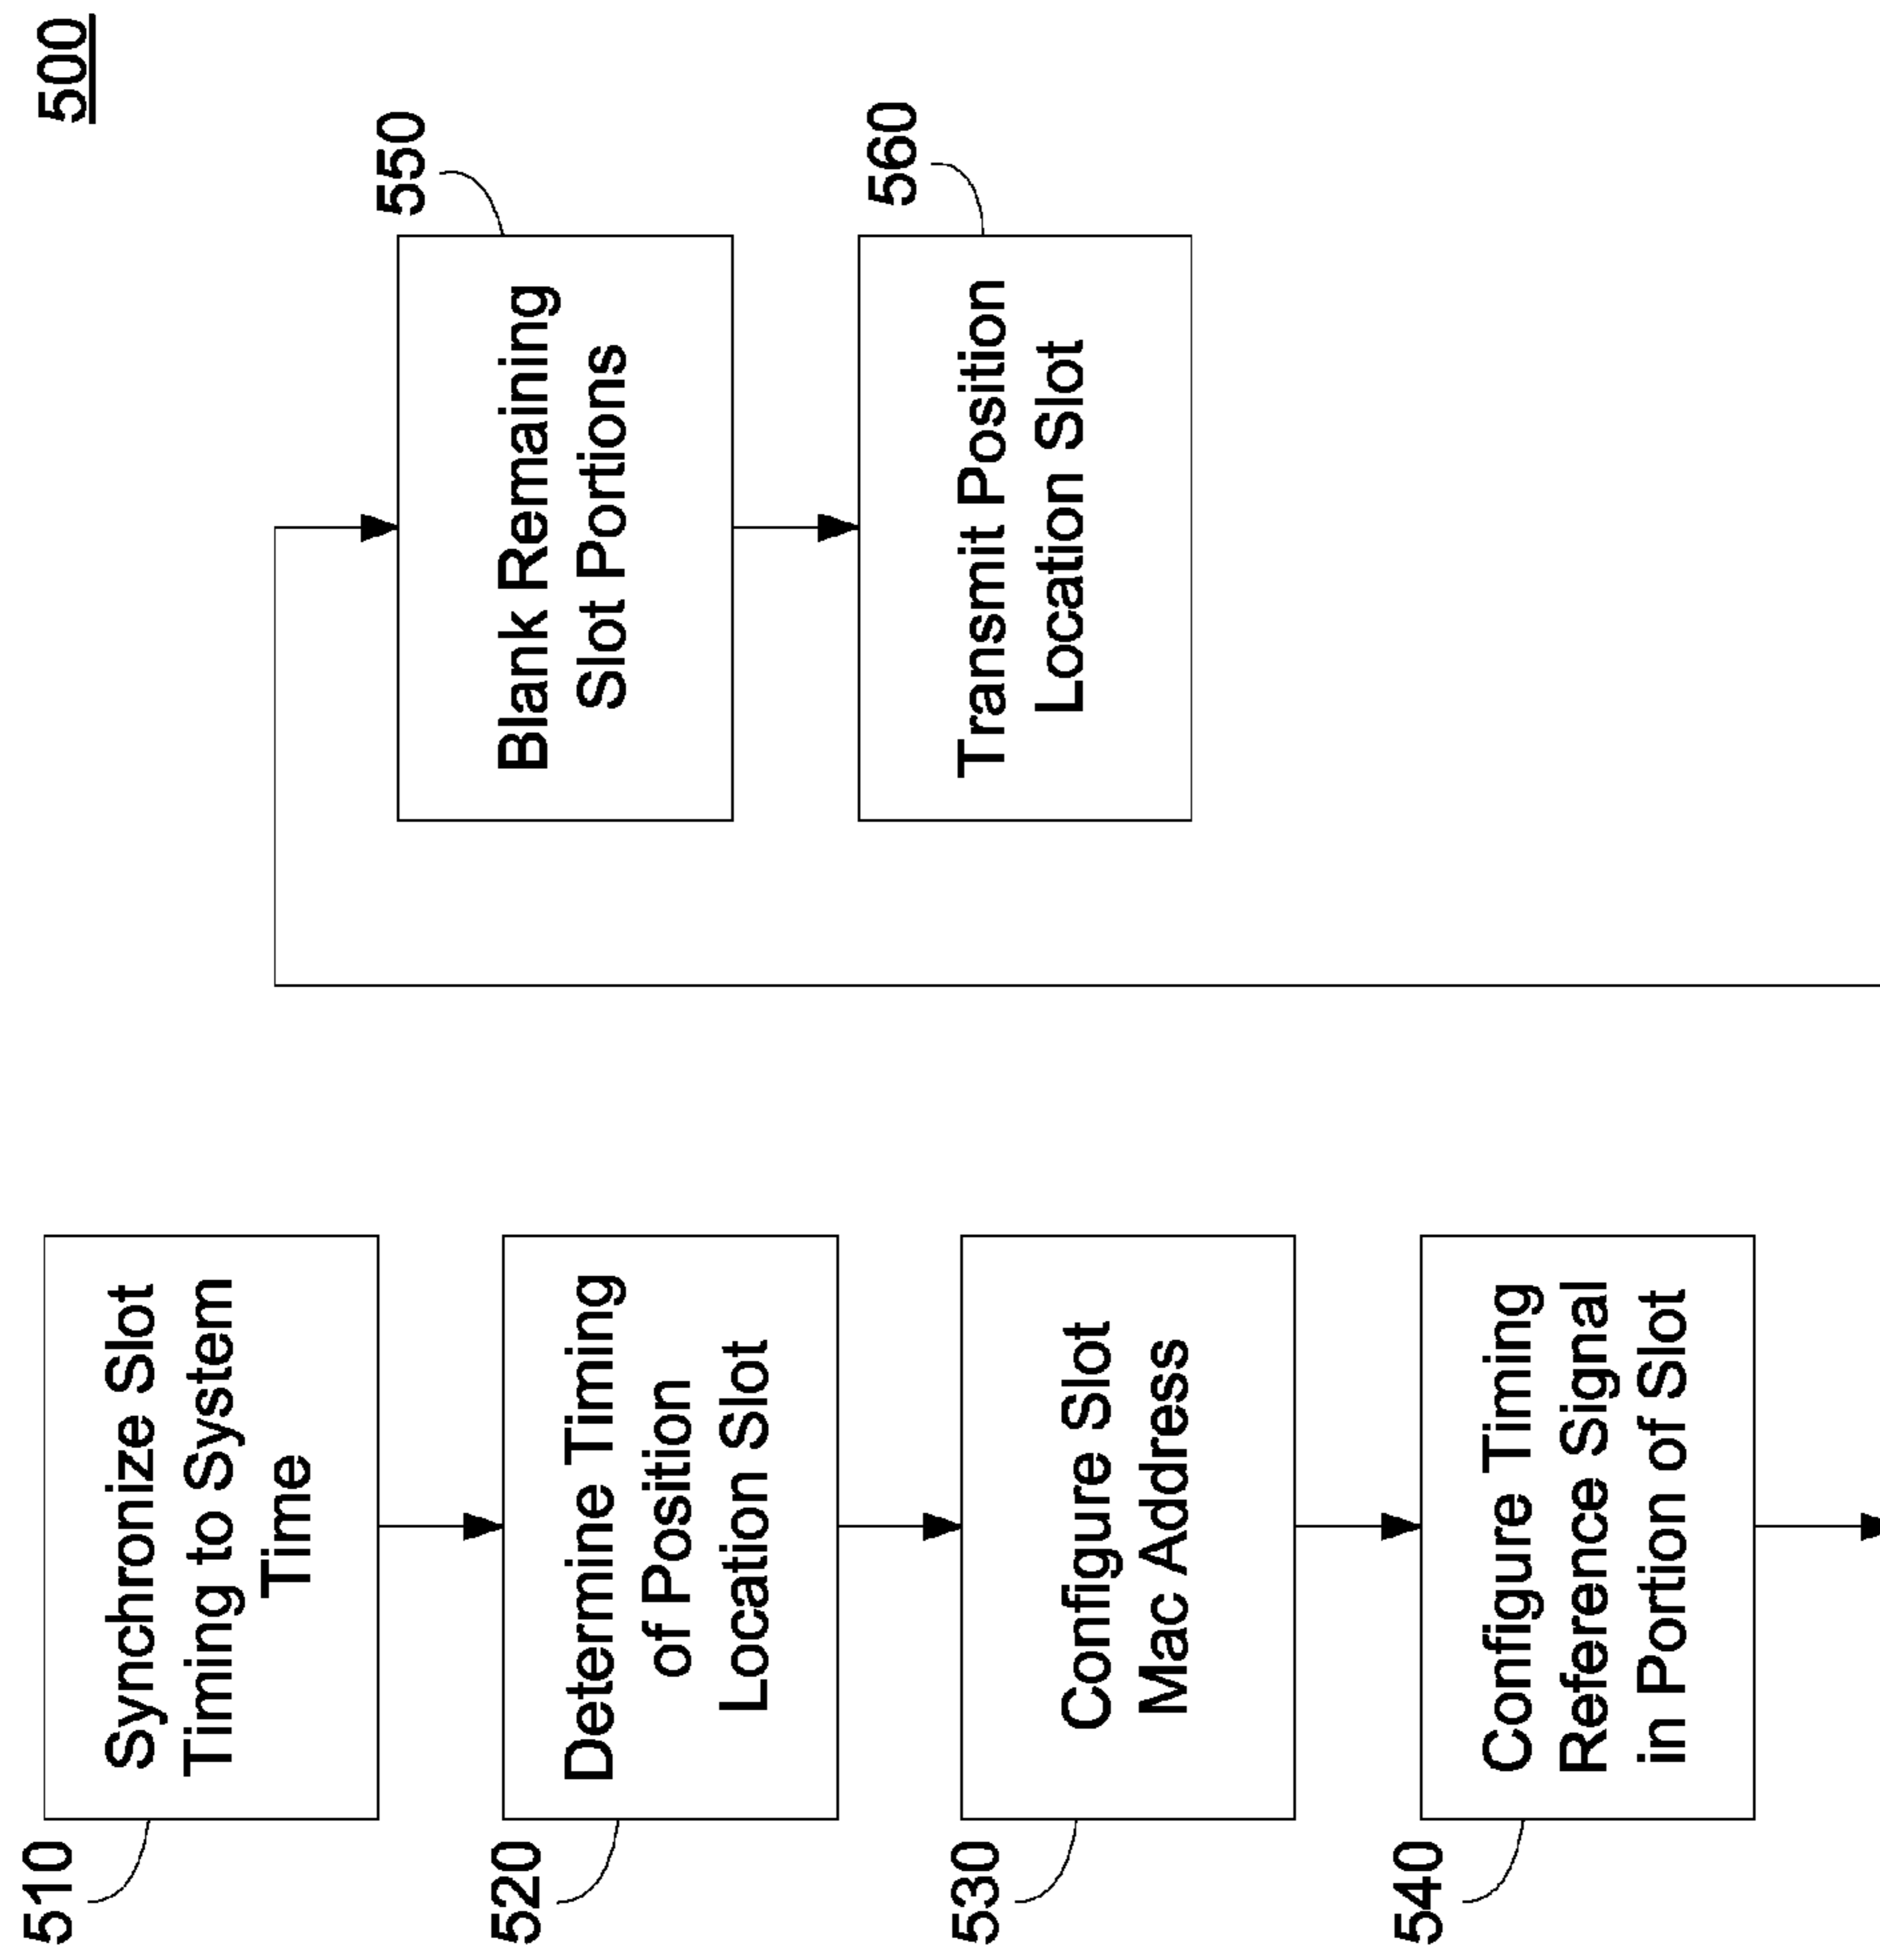 500
510
Synchronize Slot
Timing to System
Time
520
Determine Timing
of Position
Location Slot
530
Configure Slot
Mac Address
540
Configure Timing
Reference Signal
in Portion of Slot
550
Blank Remaining
Slot Portions
560
Transmit Position
Location Slot